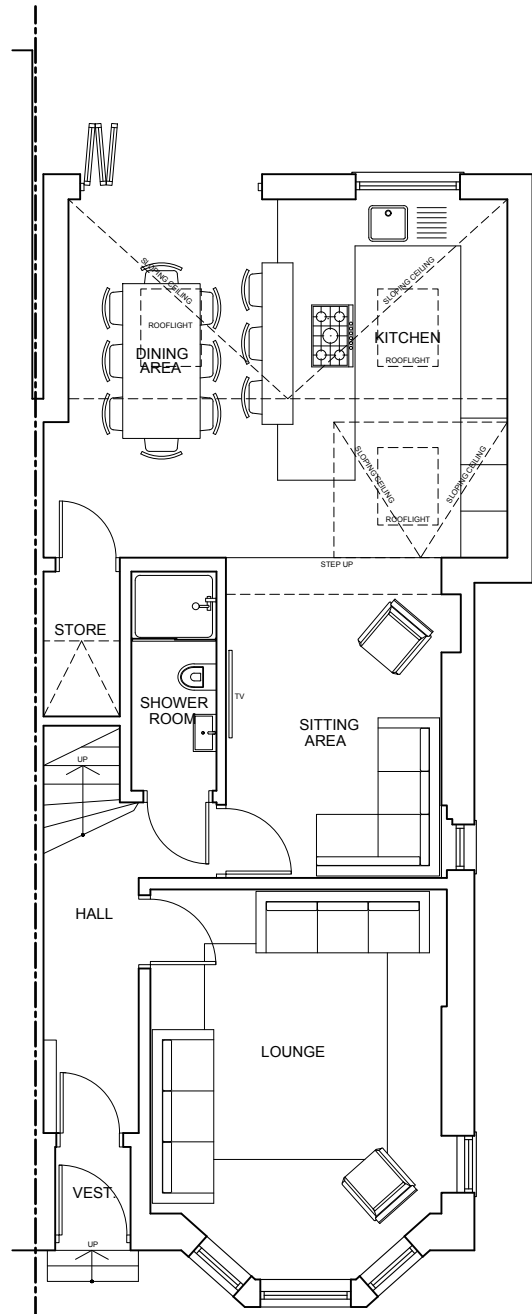 SLOPING CEILING
SLOPING CEILING
ROOFLIGHT
DINING
AREA
KITCHEN
ROOFLIGHT
SLOPING CEILING
SLOPING CEILING
ROOFLIGHT
STEP UP
STORE
SHOWER
ROOM
TV
SITTING
AREA
UP
HALL
LOUNGE
VEST.
UP